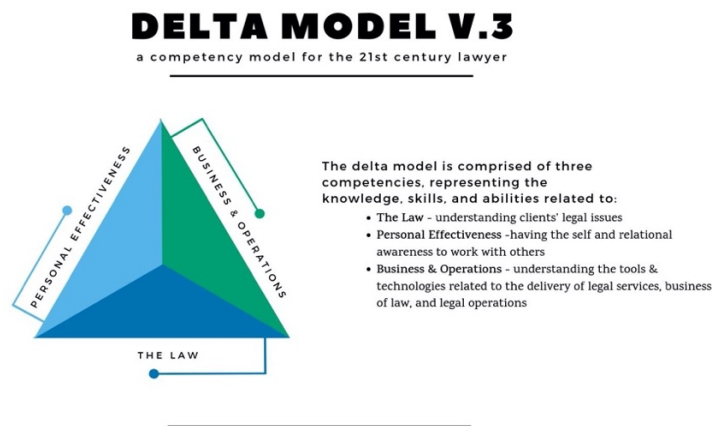 DELTA MODEL V.3
a competency model for the 21st century lawyer
PERSONAL EFFECTIVENESS
BUSINESS & OPERATIONS
THE LAW
The delta model is comprised of three
competencies, representing the
knowledge, skills, and abilities related to:
• The Law - understanding clients' legal issues
• Personal Effectiveness -having the self and relational
awareness to work with others
• Business & Operations - understanding the tools &
technologies related to the delivery of legal services, business
of law, and legal operations